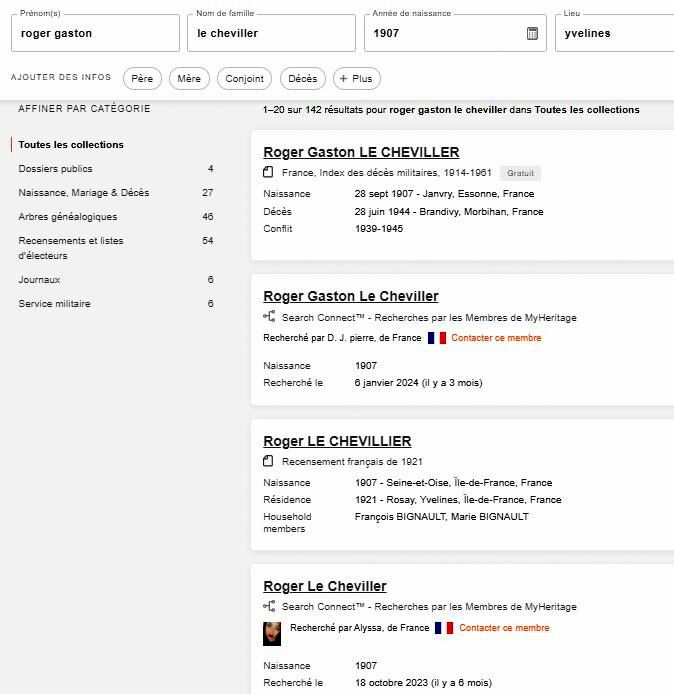 Prénom(s)
roger gaston
Nom de famille
le cheviller
Année de naissance
1907
Lieu
yvelines
AJOUTER DES INFOS
Père
Mère
Conjoint
Décès
+ Plus
AFFINER PAR CATÉGORIE
Toutes les collections
Dossiers publics 4
Naissance, Mariage & Décès 27
Arbres généalogiques 46
Recensements et listes
d'électeurs 54
Journaux 6
Service militaire 6
1–20 sur 142 résultats pour roger gaston le cheviller dans Toutes les collections
Roger Gaston LE CHEVILLER
France, Index des décès militaires, 1914-1961 Gratuit
Naissance 28 sept 1907 - Janvry, Essonne, France
Décès 28 juin 1944 - Brandivy, Morbihan, France
Conflit 1939-1945
Roger Gaston Le Cheviller
Search Connect™ - Recherches par les Membres de MyHeritage
Recherché par D. J. pierre, de France Contacter ce membre
Naissance 1907
Recherché le 6 janvier 2024 (il y a 3 mois)
Roger LE CHEVILLIER
Recensement français de 1921
Naissance 1907 - Seine-et-Oise, Île-de-France, France
Résidence 1921 - Rosay, Yvelines, Île-de-France, France
Household François BIGNAULT, Marie BIGNAULT
members
Roger Le Cheviller
Search Connect™ - Recherches par les Membres de MyHeritage
Recherché par Alyssa, de France Contacter ce membre
Naissance 1907
Recherché le 18 octobre 2023 (il y a 6 mois)